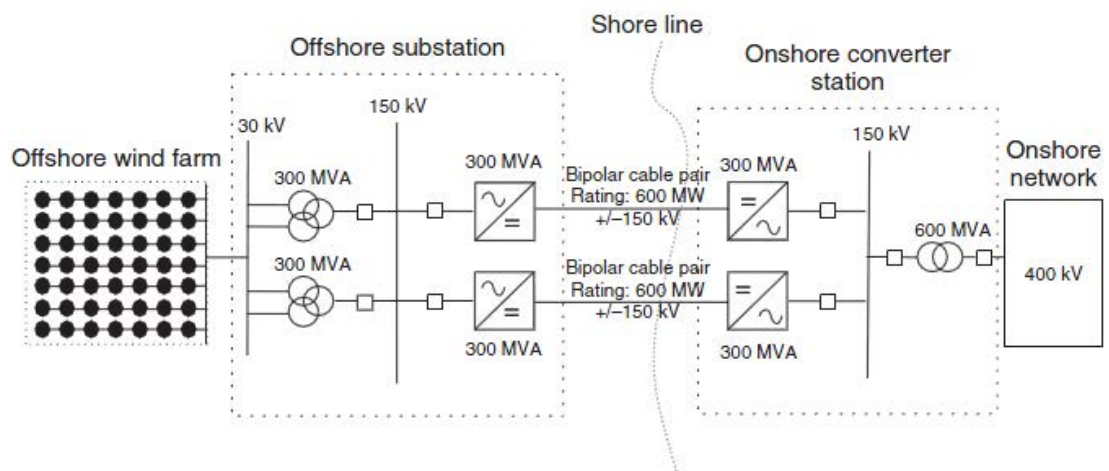 Shore line
Offshore substation
Onshore converter
station
150 kV
150 kV
30 kV
Offshore wind farm
300 MVA
300 MVA
Bipolar cable pair
Rating: 600 MW
+/–150 kV
300 MVA
Onshore
network
600 MVA
300 MVA
Bipolar cable pair
Rating: 600 MW
+/–150 kV
400 kV
300 MVA
300 MVA